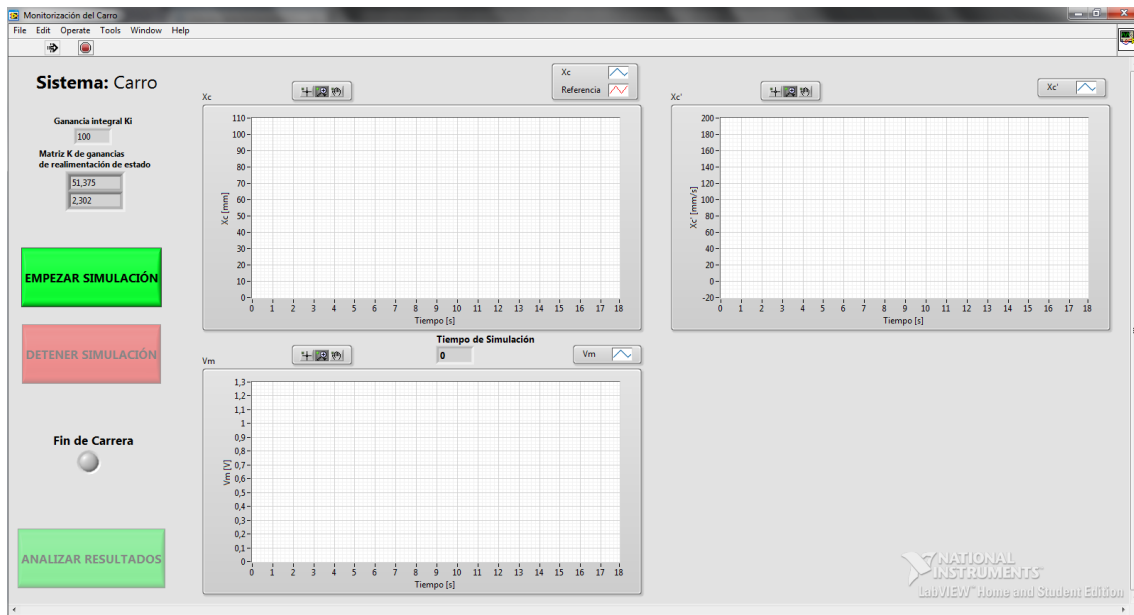 Monitorización del Carro
File Edit Operate Tools Window Help
Sistema: Carro
Ganancia integral Ki
100
Matriz K de ganancias
de realimentación de estado
51,375
2,302
EMPEZAR SIMULACIÓN
DETENER SIMULACIÓN
Fin de Carrera
ANALIZAR RESULTADOS
Xc
Xc
Referencia
110
100
90
80
70
60
50
40
30
20
10
0
Xc [mm]
0 1 2 3 4 5 6 7 8 9 10 11 12 13 14 15 16 17 18
Tiempo [s]
Xc'
Xc'
200
180
160
140
120
100
80
60
40
20
0
-20
Xc' [mm/s]
0 1 2 3 4 5 6 7 8 9 10 11 12 13 14 15 16 17 18
Tiempo [s]
Tiempo de Simulación
0
Vm
Vm
1,3
1,2
1,1
1
0,9
0,8
0,7
0,6
0,5
0,4
0,3
0,2
0,1
0
Vm [V]
0 1 2 3 4 5 6 7 8 9 10 11 12 13 14 15 16 17 18
Tiempo [s]
NATIONAL
INSTRUMENTS™
LabVIEW™ Home and Student Edition